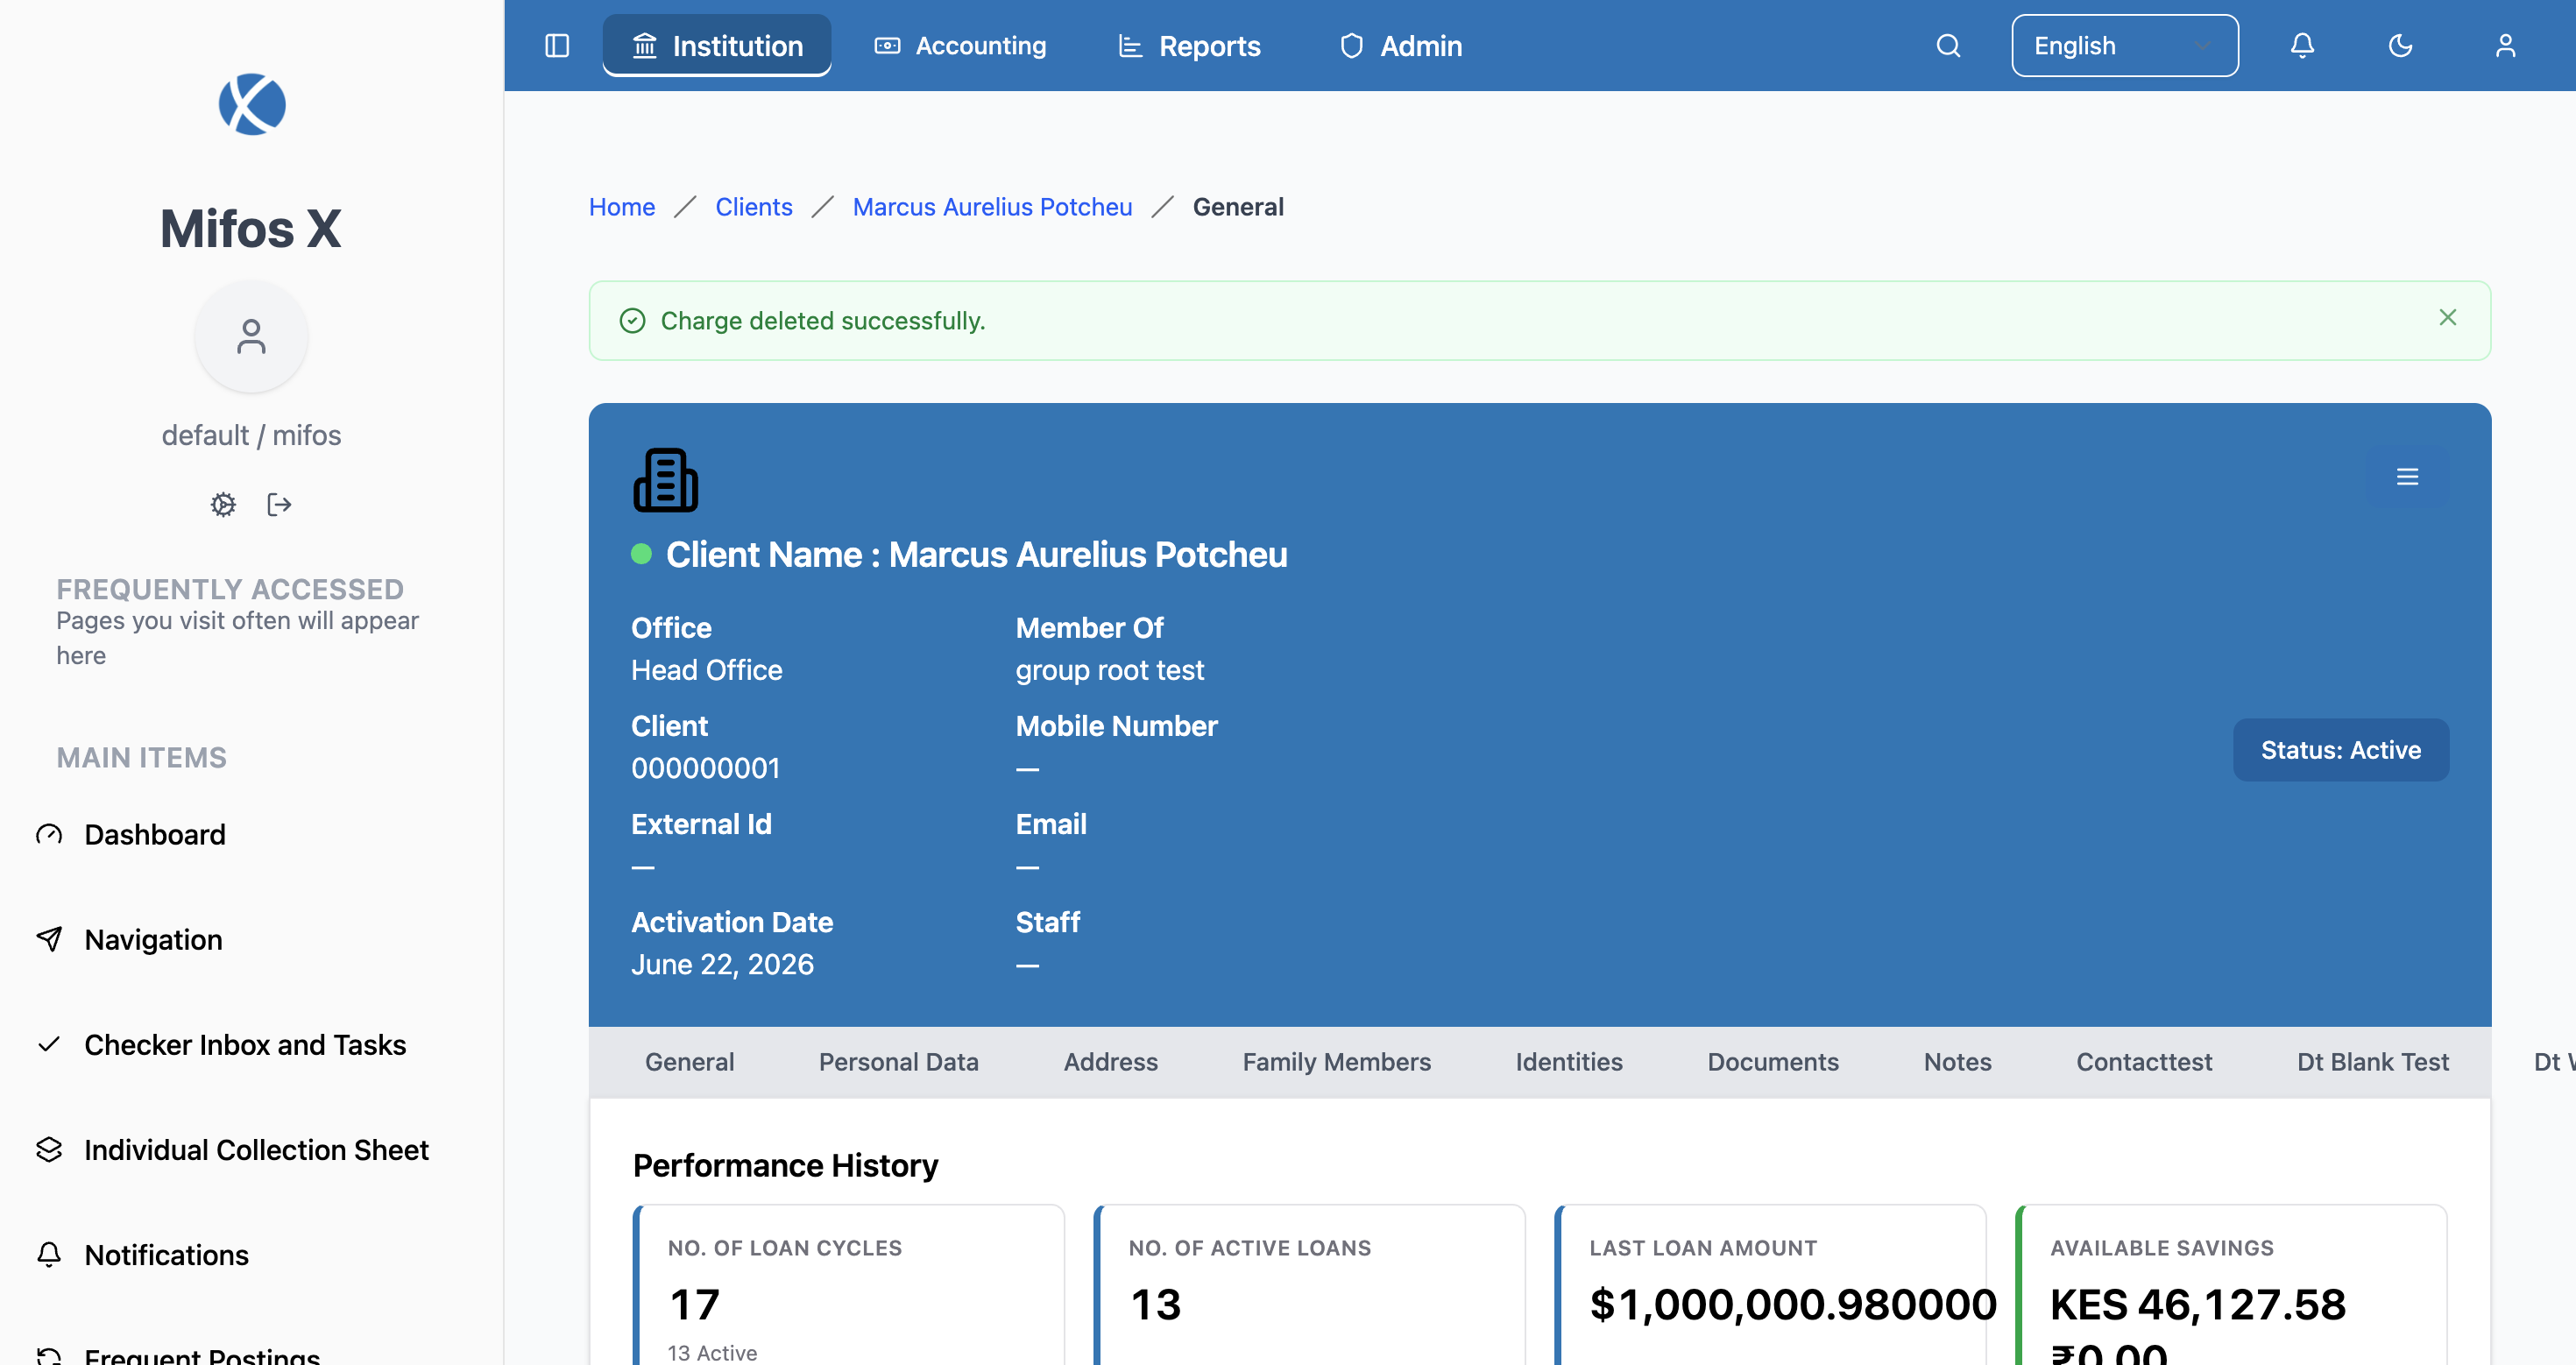 Institution
Accounting
Reports
Admin
English
Mifos X
default / mifos
FREQUENTLY ACCESSED
Pages you visit often will appear
here
MAIN ITEMS
Dashboard
Navigation
Checker Inbox and Tasks
Individual Collection Sheet
Notifications
Frequent Postings
Home / Clients / Marcus Aurelius Potcheu / General
Charge deleted successfully.
Client Name : Marcus Aurelius Potcheu
Office
Head Office
Member Of
group root test
Client
000000001
Mobile Number
—
External Id
—
Email
—
Activation Date
June 22, 2026
Staff
—
Status: Active
General
Personal Data
Address
Family Members
Identities
Documents
Notes
Contacttest
Dt Blank Test
Dt
Performance History
NO. OF LOAN CYCLES
17
13 Active
NO. OF ACTIVE LOANS
13
LAST LOAN AMOUNT
$1,000,000.980000
AVAILABLE SAVINGS
KES 46,127.58
₹0.00